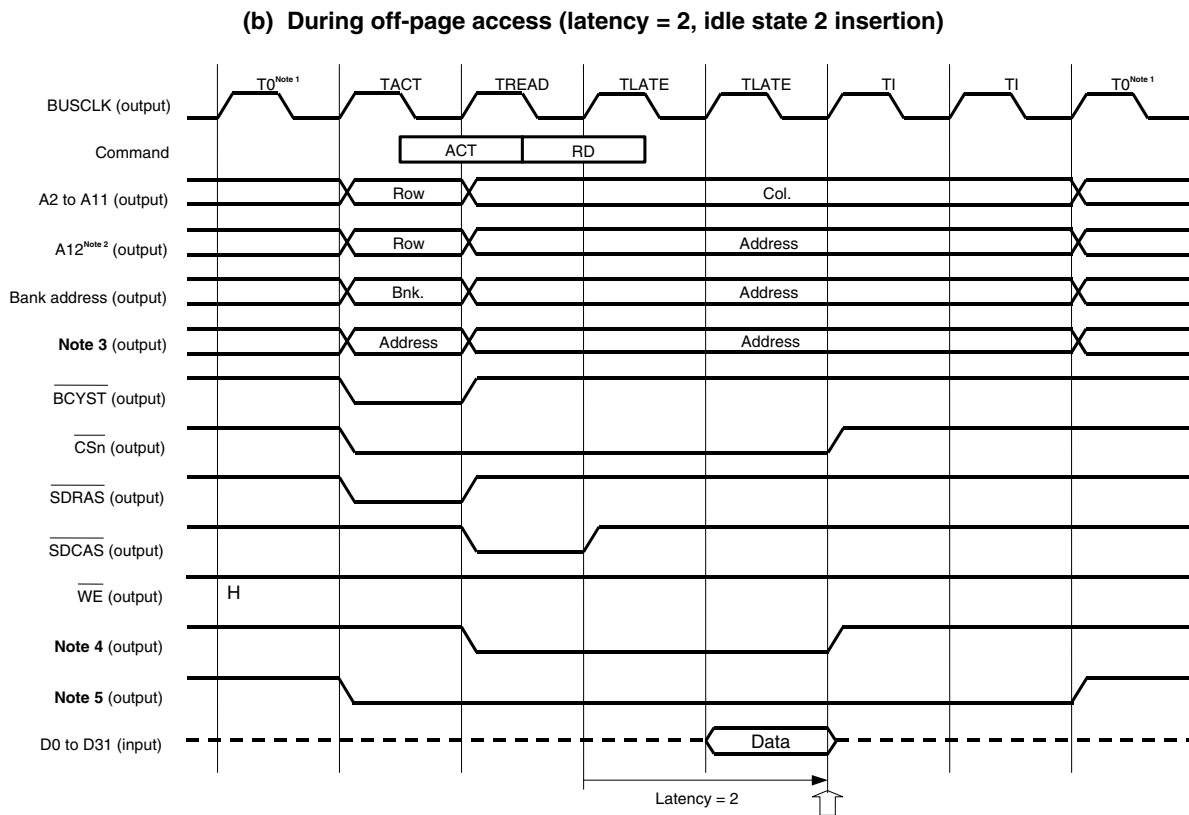 (b) During off-page access (latency = 2, idle state 2 insertion)
T0Note 1 TACT TREAD TLATE TLATE TI TI T0Note 1
BUSCLK (output)
Command ACT RD
A2 to A11 (output) Row Col.
A12Note 2 (output) Row Address
Bank address (output) Bnk. Address
Note 3 (output) Address Address
BCYST (output)
CSn (output)
SDRAS (output)
SDCAS (output)
WE (output) H
Note 4 (output)
Note 5 (output)
D0 to D31 (input) Data
Latency = 2